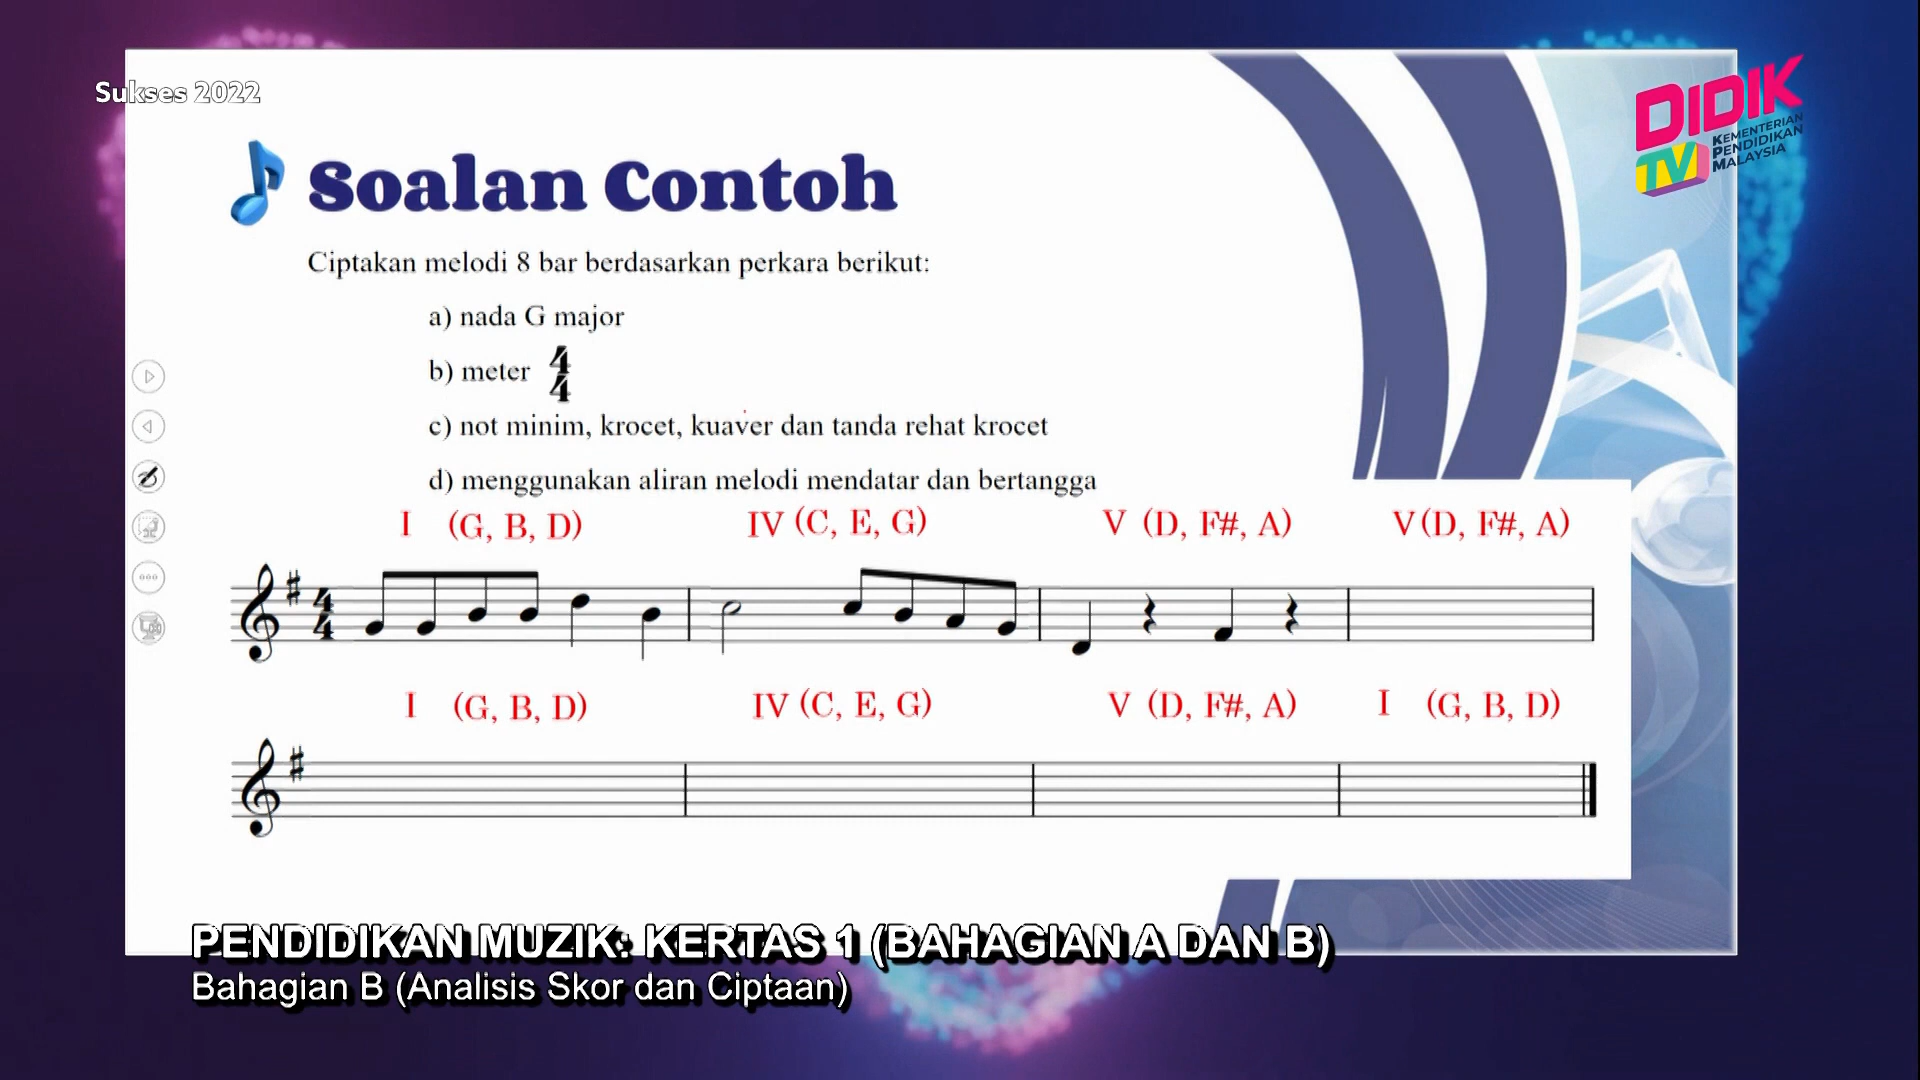 Sukses 2022
DIDIK
TV
KEMENTERIAN
PENDIDIKAN
MALAYSIA
Soalan Contoh
Ciptakan melodi 8 bar berdasarkan perkara berikut:
a) nada G major
b) meter 4/4
c) not minim, krocet, kuaver dan tanda rehat krocet
d) menggunakan aliran melodi mendatar dan bertangga
I (G, B, D) IV (C, E, G) V (D, F#, A) V (D, F#, A)
4/4
I (G, B, D) IV (C, E, G) V (D, F#, A) I (G, B, D)
PENDIDIKAN MUZIK: KERTAS 1 (BAHAGIAN A DAN B)
Bahagian B (Analisis Skor dan Ciptaan)